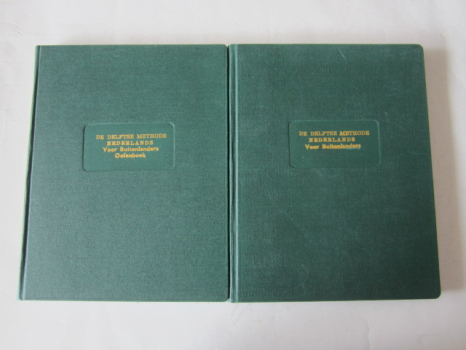 DE DELFTSE METHODE
NEDERLANDS
Voor Buitenlanders
Oefenboek
DE DELFTSE METHODE
NEDERLANDS
Voor Buitenlanders